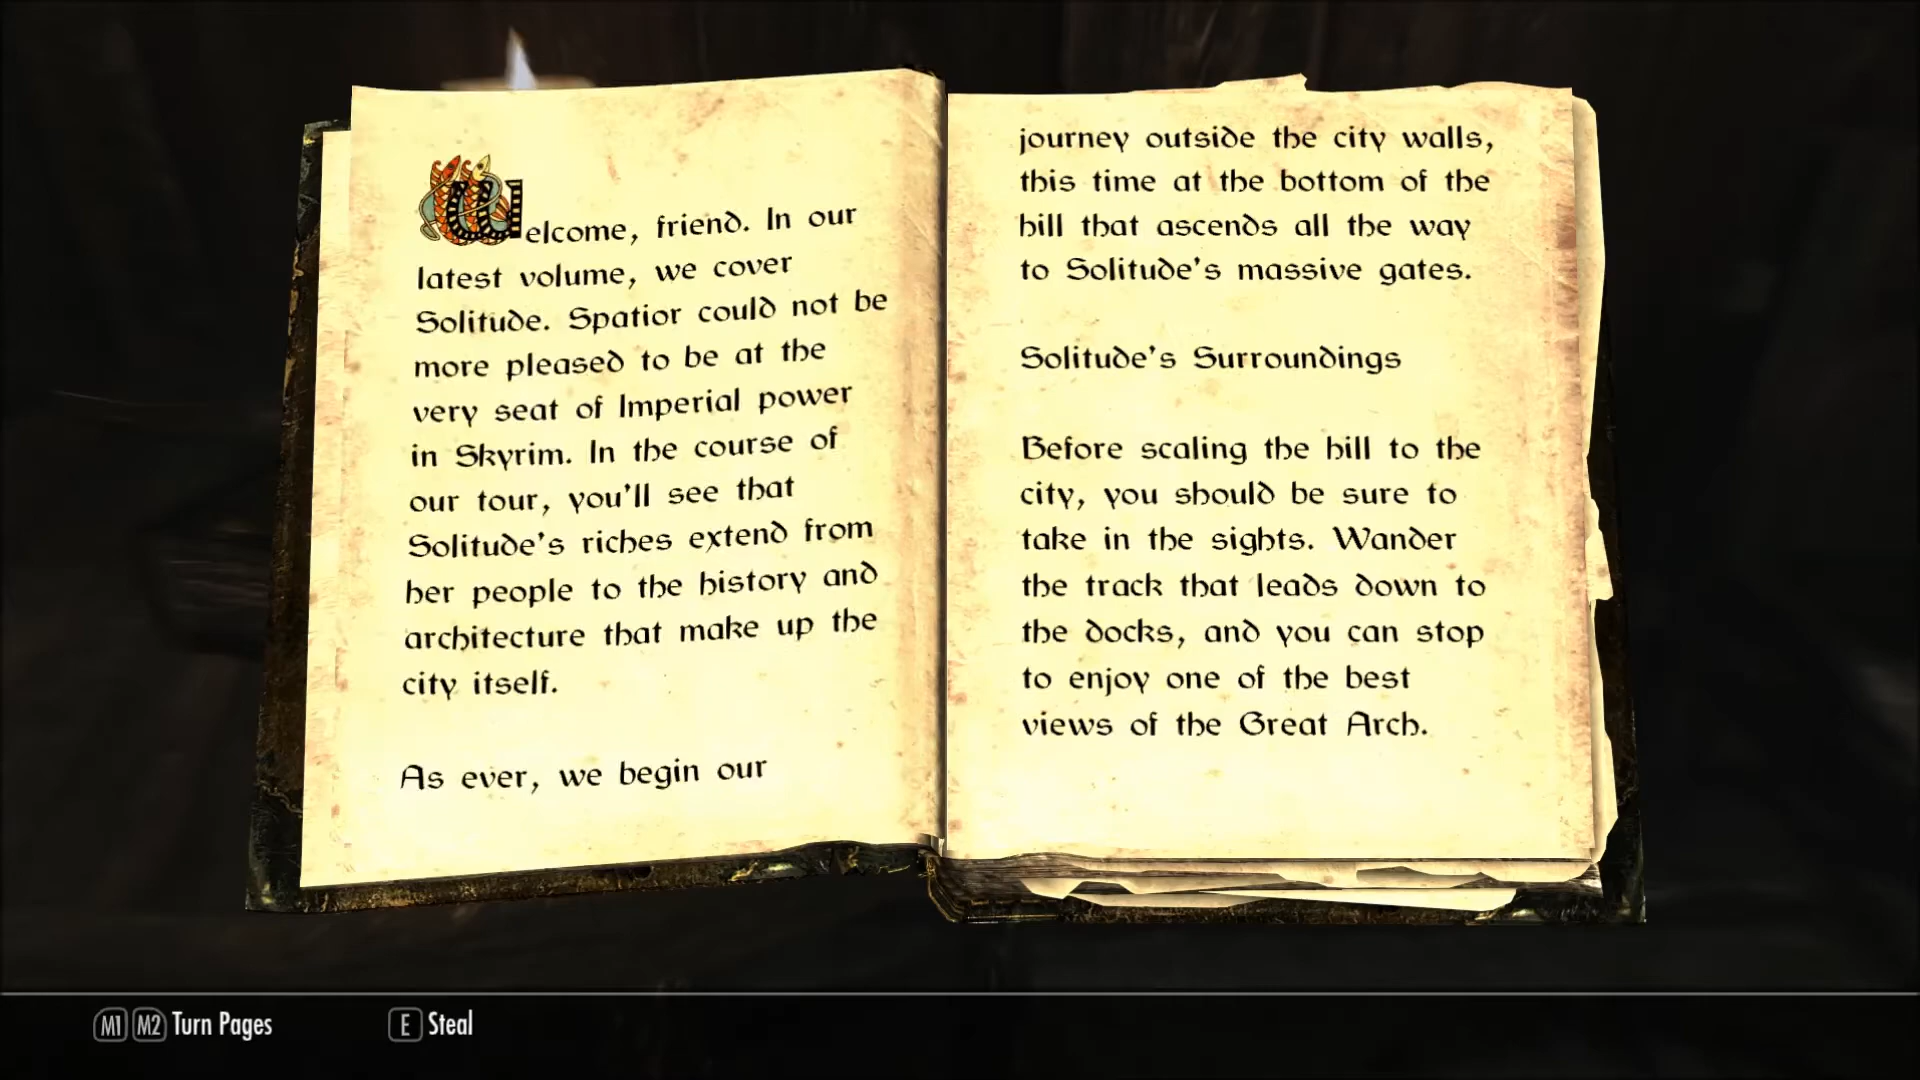 Welcome, friend. In our
latest volume, we cover
Solitude. Spatior could not be
more pleased to be at the
very seat of Imperial power
in Skyrim. In the course of
our tour, you'll see that
Solitude's riches extend from
her people to the history and
architecture that make up the
city itself.
As ever, we begin our
journey outside the city walls,
this time at the bottom of the
hill that ascends all the way
to Solitude's massive gates.
Solitude's Surroundings
Before scaling the hill to the
city, you should be sure to
take in the sights. Wander
the track that leads down to
the docks, and you can stop
to enjoy one of the best
views of the Great Arch.
M1 M2 Turn Pages
E Steal